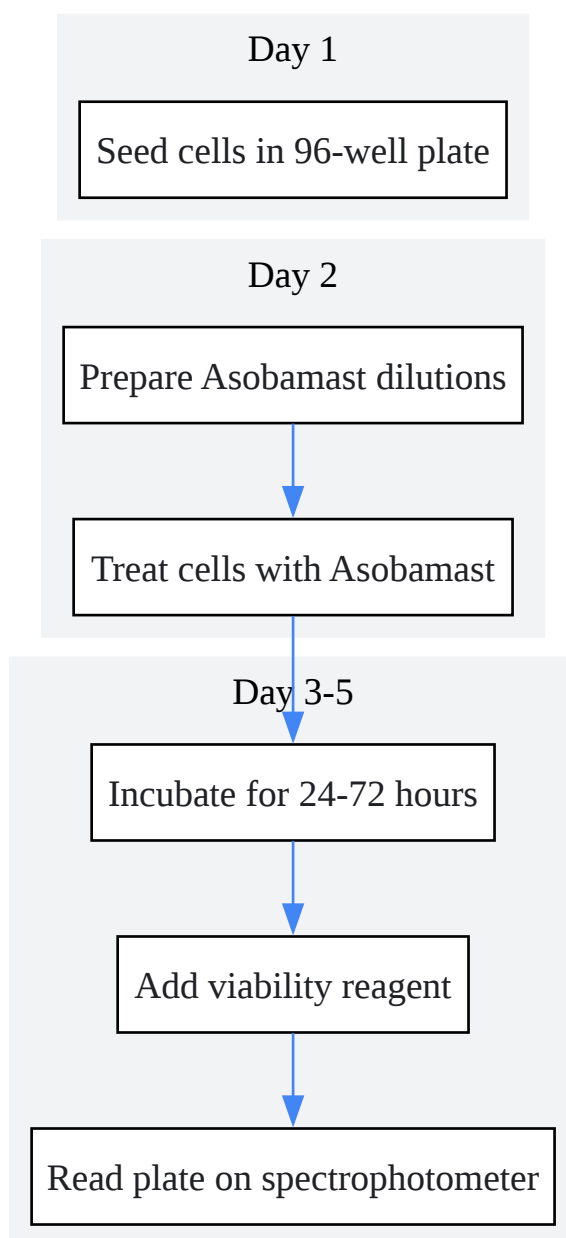 Day 1
Seed cells in 96-well plate
Day 2
Prepare Asobamast dilutions
Treat cells with Asobamast
Day 3-5
Incubate for 24-72 hours
Add viability reagent
Read plate on spectrophotometer